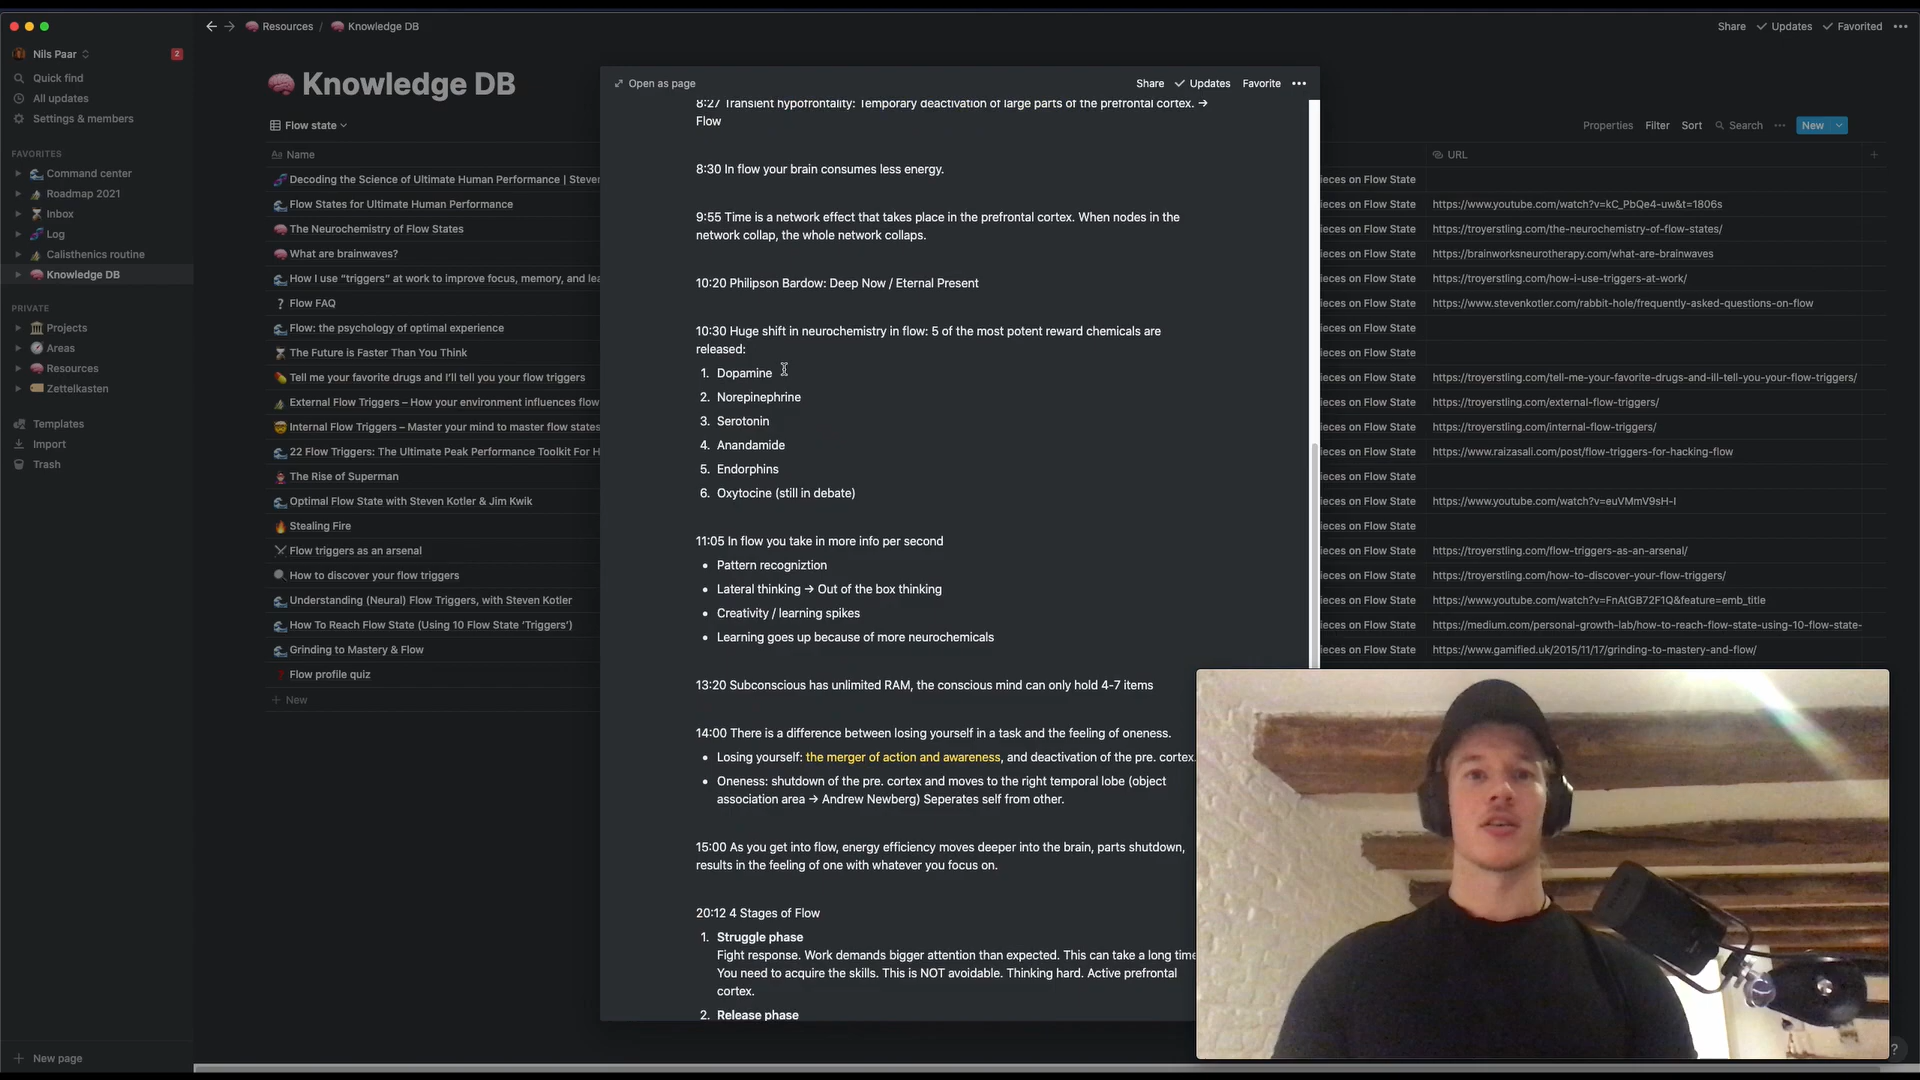 Nils Paar
2
Quick find
All updates
Settings & members
FAVORITES
Command center
Roadmap 2021
Inbox
Log
Calisthenics routine
Knowledge DB
PRIVATE
Projects
Areas
Resources
Zettelkasten
Templates
Import
Trash
New page
Resources / Knowledge DB
Share Updates Favorited
Knowledge DB
Flow state
Properties Filter Sort Search New
Aa Name
Decoding the Science of Ultimate Human Performance | Steven
Flow States for Ultimate Human Performance
The Neurochemistry of Flow States
What are brainwaves?
How I use “triggers” at work to improve focus, memory, and lea
Flow FAQ
Flow: the psychology of optimal experience
The Future is Faster Than You Think
Tell me your favorite drugs and I’ll tell you your flow triggers
External Flow Triggers – How your environment influences flow
Internal Flow Triggers – Master your mind to master flow states
22 Flow Triggers: The Ultimate Peak Performance Toolkit For H
The Rise of Superman
Optimal Flow State with Steven Kotler & Jim Kwik
Stealing Fire
Flow triggers as an arsenal
How to discover your flow triggers
Understanding (Neural) Flow Triggers, with Steven Kotler
How To Reach Flow State (Using 10 Flow State ‘Triggers’)
Grinding to Mastery & Flow
Flow profile quiz
New
Open as page
Share Updates Favorite
8:27 Transient hypofrontality: Temporary deactivation of large parts of the prefrontal cortex. →
Flow
8:30 In flow your brain consumes less energy.
9:55 Time is a network effect that takes place in the prefrontal cortex. When nodes in the
network collap, the whole network collaps.
10:20 Philipson Bardow: Deep Now / Eternal Present
10:30 Huge shift in neurochemistry in flow: 5 of the most potent reward chemicals are
released:
1. Dopamine
2. Norepinephrine
3. Serotonin
4. Anandamide
5. Endorphins
6. Oxytocine (still in debate)
11:05 In flow you take in more info per second
• Pattern recogniztion
• Lateral thinking → Out of the box thinking
• Creativity / learning spikes
• Learning goes up because of more neurochemicals
13:20 Subconscious has unlimited RAM, the conscious mind can only hold 4-7 items
14:00 There is a difference between losing yourself in a task and the feeling of oneness.
• Losing yourself: the merger of action and awareness, and deactivation of the pre. cortex.
• Oneness: shutdown of the pre. cortex and moves to the right temporal lobe (object
association area → Andrew Newberg) Seperates self from other.
15:00 As you get into flow, energy efficiency moves deeper into the brain, parts shutdown,
results in the feeling of one with whatever you focus on.
20:12 4 Stages of Flow
1. Struggle phase
Fight response. Work demands bigger attention than expected. This can take a long time
You need to acquire the skills. This is NOT avoidable. Thinking hard. Active prefrontal
cortex.
2. Release phase
URL
ieces on Flow State
ieces on Flow State https://www.youtube.com/watch?v=kC_PbQe4-uw&t=1806s
ieces on Flow State https://troyerstling.com/the-neurochemistry-of-flow-states/
ieces on Flow State https://brainworksneurotherapy.com/what-are-brainwaves
ieces on Flow State https://troyerstling.com/how-i-use-triggers-at-work/
ieces on Flow State https://www.stevenkotler.com/rabbit-hole/frequently-asked-questions-on-flow
ieces on Flow State
ieces on Flow State
ieces on Flow State https://troyerstling.com/tell-me-your-favorite-drugs-and-ill-tell-you-your-flow-triggers/
ieces on Flow State https://troyerstling.com/external-flow-triggers/
ieces on Flow State https://troyerstling.com/internal-flow-triggers/
ieces on Flow State https://www.raizasali.com/post/flow-triggers-for-hacking-flow
ieces on Flow State
ieces on Flow State https://www.youtube.com/watch?v=euVMmV9sH-I
ieces on Flow State
ieces on Flow State https://troyerstling.com/flow-triggers-as-an-arsenal/
ieces on Flow State https://troyerstling.com/how-to-discover-your-flow-triggers/
ieces on Flow State https://www.youtube.com/watch?v=FnAtGB72F1Q&feature=emb_title
ieces on Flow State https://medium.com/personal-growth-lab/how-to-reach-flow-state-using-10-flow-state-
ieces on Flow State https://www.gamified.uk/2015/11/17/grinding-to-mastery-and-flow/
?